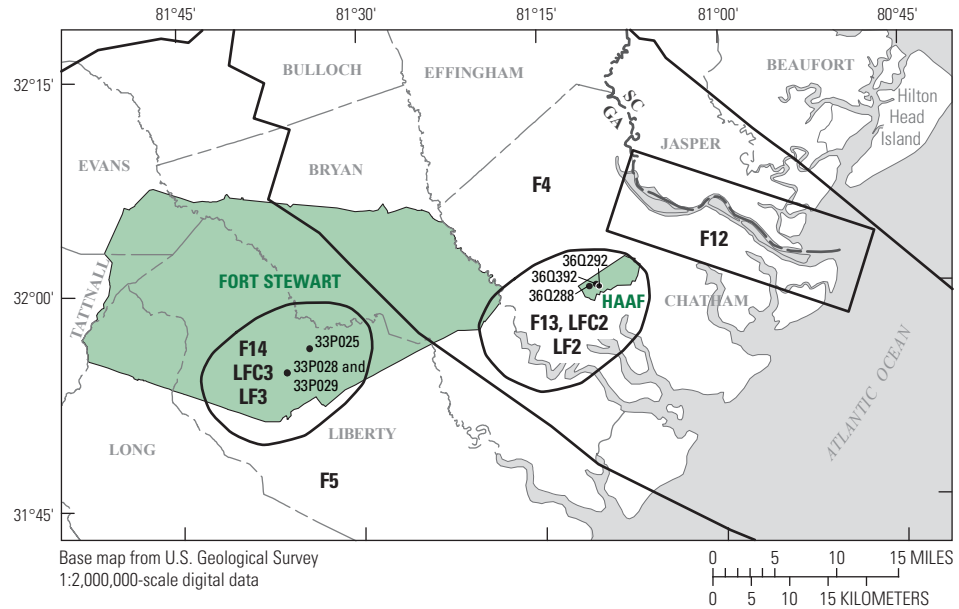 81°45'
81°30'
81°15'
81°00'
80°45'
32°15'
32°00'
31°45'
BULLOCH
EFFINGHAM
BEAUFORT
Hilton
Head
Island
SC
GA
JASPER
EVANS
BRYAN
F4
F12
FORT STEWART
TATTNALL
36Q292
36Q392
36Q288
HAAF
CHATHAM
F13, LFC2
LF2
F14
LFC3
LF3
33P025
33P028 and
33P029
ATLANTIC OCEAN
LONG
LIBERTY
F5
Base map from U.S. Geological Survey
1:2,000,000-scale digital data
0 5 10 15 MILES
0 5 10 15 KILOMETERS